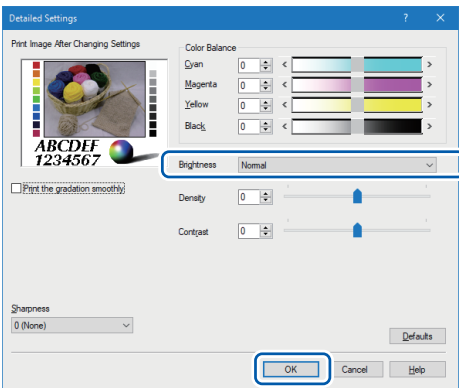 Detailed Settings ? ×
Print Image After Changing Settings
ABCDEF
1234567
Print the gradation smoothly
Color Balance
Cyan 0 < >
Magenta 0 < >
Yellow 0 < >
Black 0 < >
Brightness Normal
Density 0
Contrast 0
Sharpness
0 (None)
Defaults
OK Cancel Help